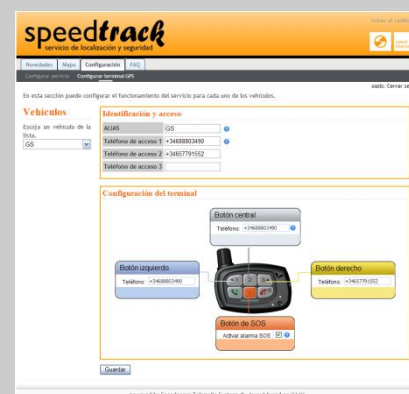 speedtrack
servicio de localización y seguridad
Novedades Mapa Configuración FAQ
Configurar servicio Configurar terminal GPS
En esta sección puede configurar el funcionamiento del servicio para cada uno de los vehículos.
Vehículos
Escoja un vehículo de la lista.
GS
Identificación y acceso
ALIAS GS
Teléfono de acceso 1 +34688803490
Teléfono de acceso 2 +34657791552
Teléfono de acceso 3
Configuración del terminal
Botón central
Teléfono: +34688803490
Botón izquierdo
Teléfono: +34688803490
Botón derecho
Teléfono: +34657791552
Botón de SOS
Activar alarma SOS
Guardar